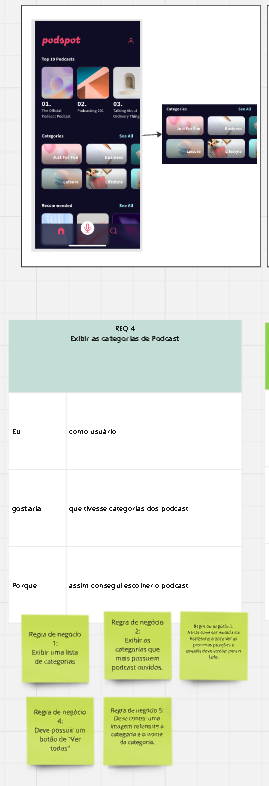 podspot
Top 10 Podcasts
01.
02.
03.
The Official
Podspot Podcast
Podcasting 101
Talking About
Ordinary Thing
Categories
See All
Just For Fun
Business
Leisure
Lifestyle
Recommended
See All
Categories
See All
Just For Fun
Business
Leisure
Lifestyle
REQ 4
Exibir as categorias de Podcast
Eu
como usuário
gostaria
que tivesse categorias dos podcast
Porque
assim consegui escolher o podcast
Regra de negócio
1:
Exibir uma lista
de categorias
Regra de negócio
2:
Exibir as
categorias que
mais possuem
podcast ouvidos.
Regra de negócio 3:
Regra de negócio
4:
Deve possuir um
botão de "Ver
todas"
Regra de negócio 5:
Deve conter uma
imagem referente a
categoria e o nome
da categoria.